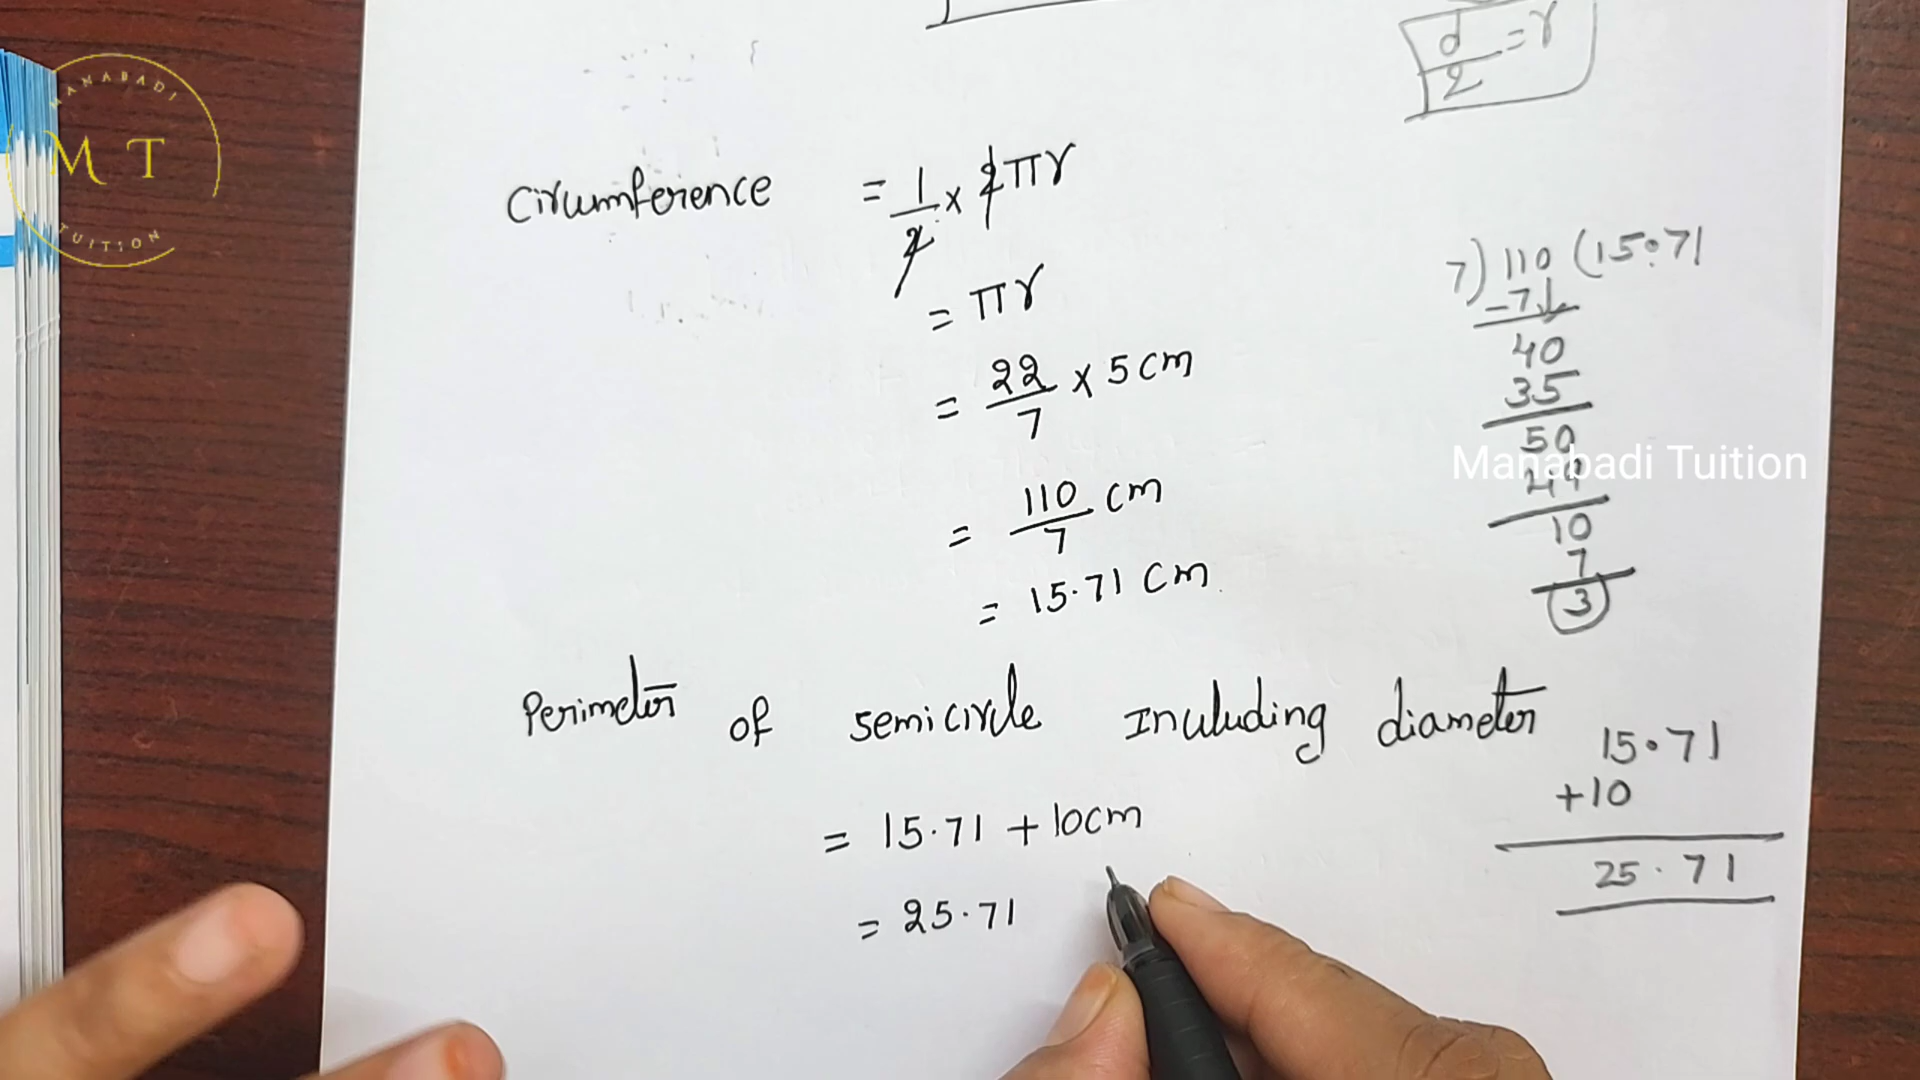 d/2 = r
MANABADI
M T
TUITION
Cirumference = 1/2 × 2πr
= πr
= 22/7 × 5cm
= 110/7 cm
= 15.71 cm
7) 110 (15.71
-7↓
40
35
50
49
10
7
3
Manabadi Tuition
Perimeter of semicircle Including diameter
= 15.71 + 10cm
= 25.71
15.71
+10
25.71